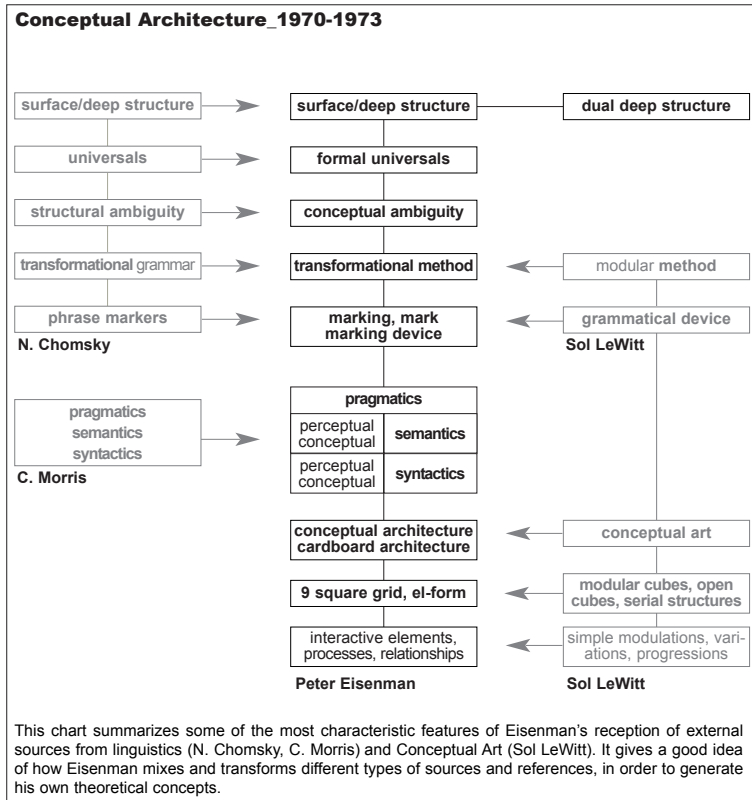 Conceptual Architecture_1970-1973
surface/deep structure
surface/deep structure
dual deep structure
universals
formal universals
structural ambiguity
conceptual ambiguity
transformational grammar
transformational method
modular method
phrase markers
marking, mark
marking device
grammatical device
N. Chomsky
Sol LeWitt
pragmatics
semantics
syntactics
C. Morris
pragmatics
perceptual
conceptual
semantics
perceptual
conceptual
syntactics
conceptual architecture
cardboard architecture
conceptual art
9 square grid, el-form
modular cubes, open
cubes, serial structures
interactive elements,
processes, relationships
simple modulations, vari-
ations, progressions
Peter Eisenman
Sol LeWitt
This chart summarizes some of the most characteristic features of Eisenman's reception of external
sources from linguistics (N. Chomsky, C. Morris) and Conceptual Art (Sol LeWitt). It gives a good idea
of how Eisenman mixes and transforms different types of sources and references, in order to generate
his own theoretical concepts.